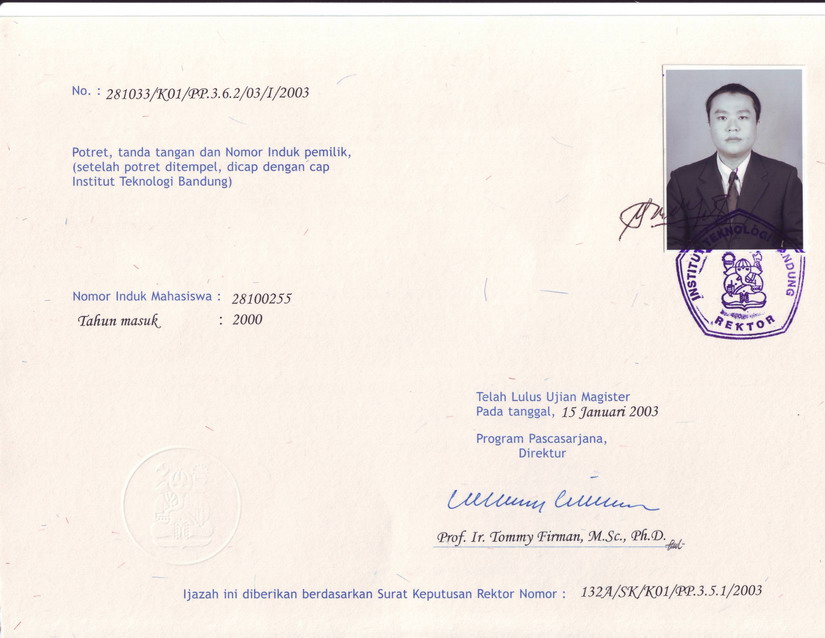 No. : 281033/K01/PP.3.6.2/03/I/2003
Potret, tanda tangan dan Nomor Induk pemilik,
(setelah potret ditempel, dicap dengan cap
Institut Teknologi Bandung)
INSTITUT TEKNOLOGI BANDUNG
REKTOR
Nomor Induk Mahasiswa : 28100255
Tahun masuk : 2000
Telah Lulus Ujian Magister
Pada tanggal, 15 Januari 2003
Program Pascasarjana,
Direktur
Prof. Ir. Tommy Firman, M.Sc., Ph.D.
Ijazah ini diberikan berdasarkan Surat Keputusan Rektor Nomor : 132A/SK/K01/PP.3.5.1/2003